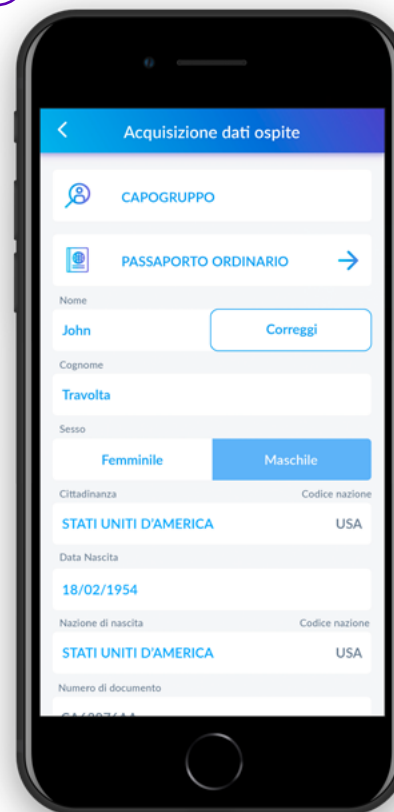 Acquisizione dati ospite
CAPOGRUPPO
PASSAPORTO ORDINARIO
Nome
John Correggi
Cognome
Travolta
Sesso
Femminile Maschile
Cittadinanza Codice nazione
STATI UNITI D'AMERICA USA
Data Nascita
18/02/1954
Nazione di nascita Codice nazione
STATI UNITI D'AMERICA USA
Numero di documento